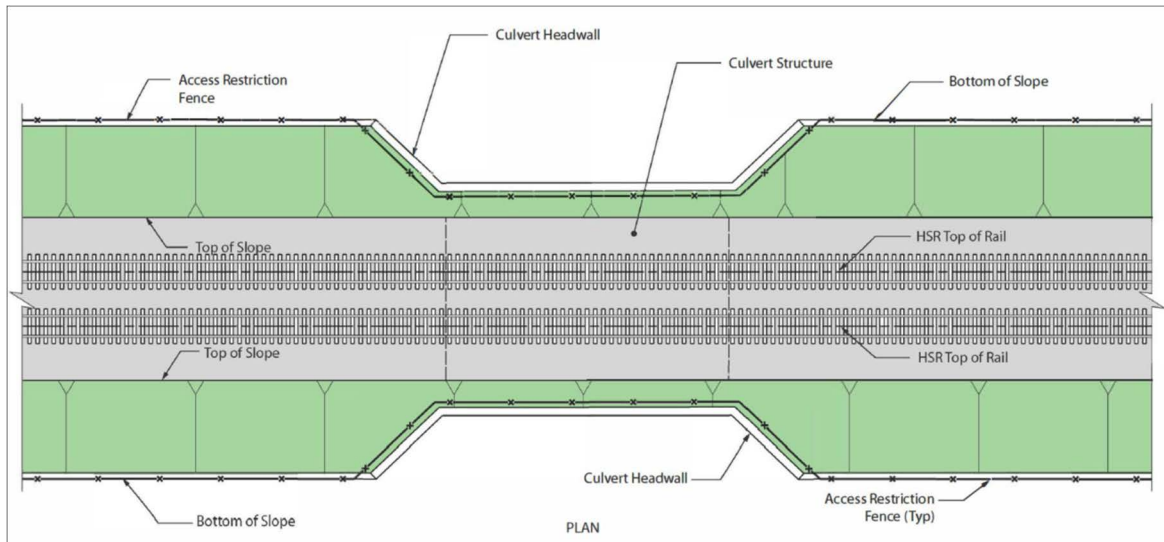 Culvert Headwall
Culvert Structure
Access Restriction
Fence
Bottom of Slope
Top of Slope
HSR Top of Rail
Top of Slope
HSR Top of Rail
Culvert Headwall
Access Restriction
Fence (Typ)
Bottom of Slope
PLAN